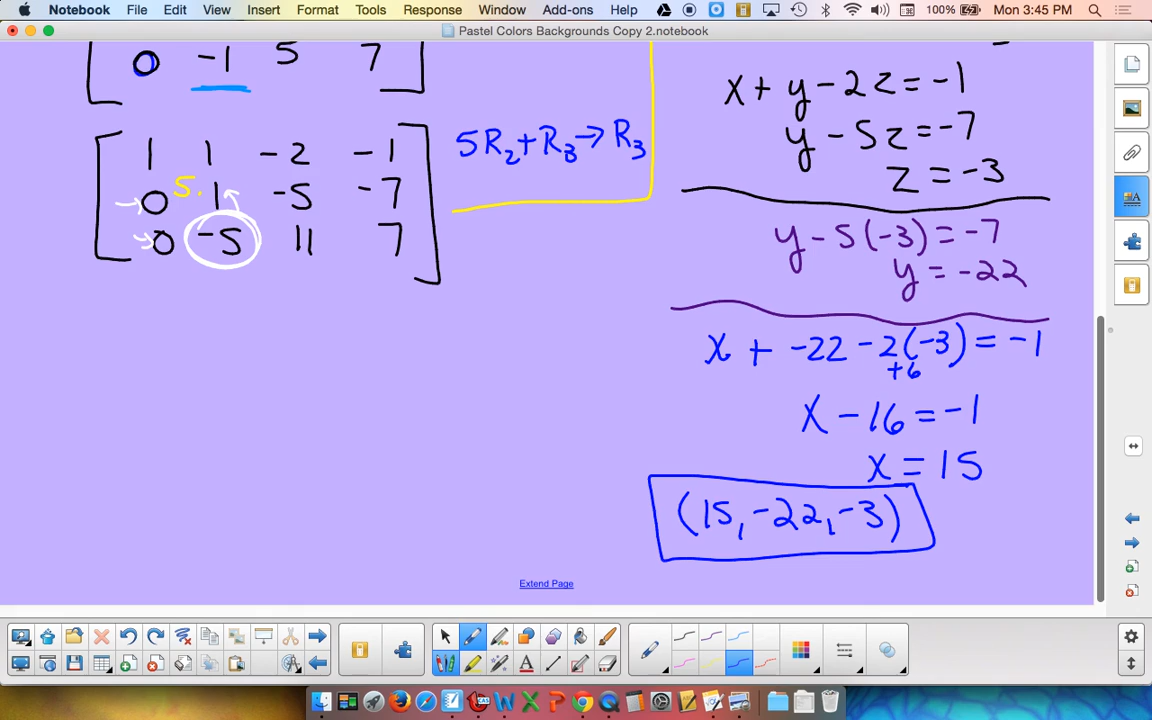 Notebook File Edit View Insert Format Tools Response Window Add-ons Help 100% Mon 3:45 PM
Pastel Colors Backgrounds Copy 2.notebook
0 -1 5 7
1 1 -2 -1
0 5. 1 -5 -7
0 -5 11 7
5R₂+R₃→R₃
x + y - 2z = -1
y - 5z = -7
z = -3
y - 5(-3) = -7
y = -22
x + -22 - 2(-3) = -1
+6
x - 16 = -1
x = 15
(15, -22, -3)
Extend Page